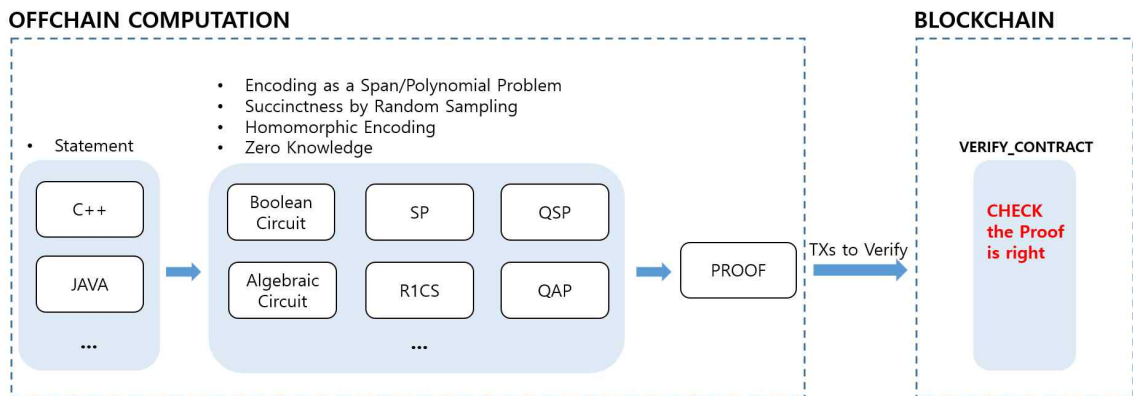 OFFCHAIN COMPUTATION
BLOCKCHAIN
• Encoding as a Span/Polynomial Problem
• Succinctness by Random Sampling
• Homomorphic Encoding
• Zero Knowledge
• Statement
VERIFY_CONTRACT
C++
JAVA
...
Boolean
Circuit
SP
QSP
Algebraic
Circuit
R1CS
QAP
...
PROOF
TXs to Verify
CHECK
the Proof
is right